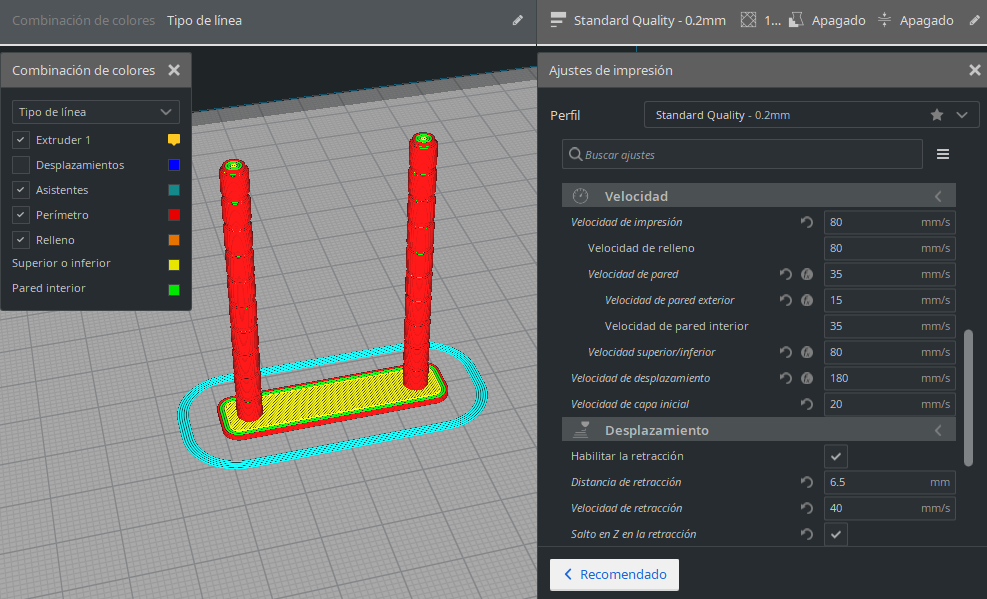 Combinación de colores Tipo de línea
Standard Quality - 0.2mm 1... Apagado Apagado
Combinación de colores
Tipo de línea
Extruder 1
Desplazamientos
Asistentes
Perímetro
Relleno
Superior o inferior
Pared interior
Ajustes de impresión
Perfil Standard Quality - 0.2mm
Buscar ajustes
Velocidad
Velocidad de impresión 80 mm/s
Velocidad de relleno 80 mm/s
Velocidad de pared 35 mm/s
Velocidad de pared exterior 15 mm/s
Velocidad de pared interior 35 mm/s
Velocidad superior/inferior 80 mm/s
Velocidad de desplazamiento 180 mm/s
Velocidad de capa inicial 20 mm/s
Desplazamiento
Habilitar la retracción
Distancia de retracción 6.5 mm
Velocidad de retracción 40 mm/s
Salto en Z en la retracción
Recomendado